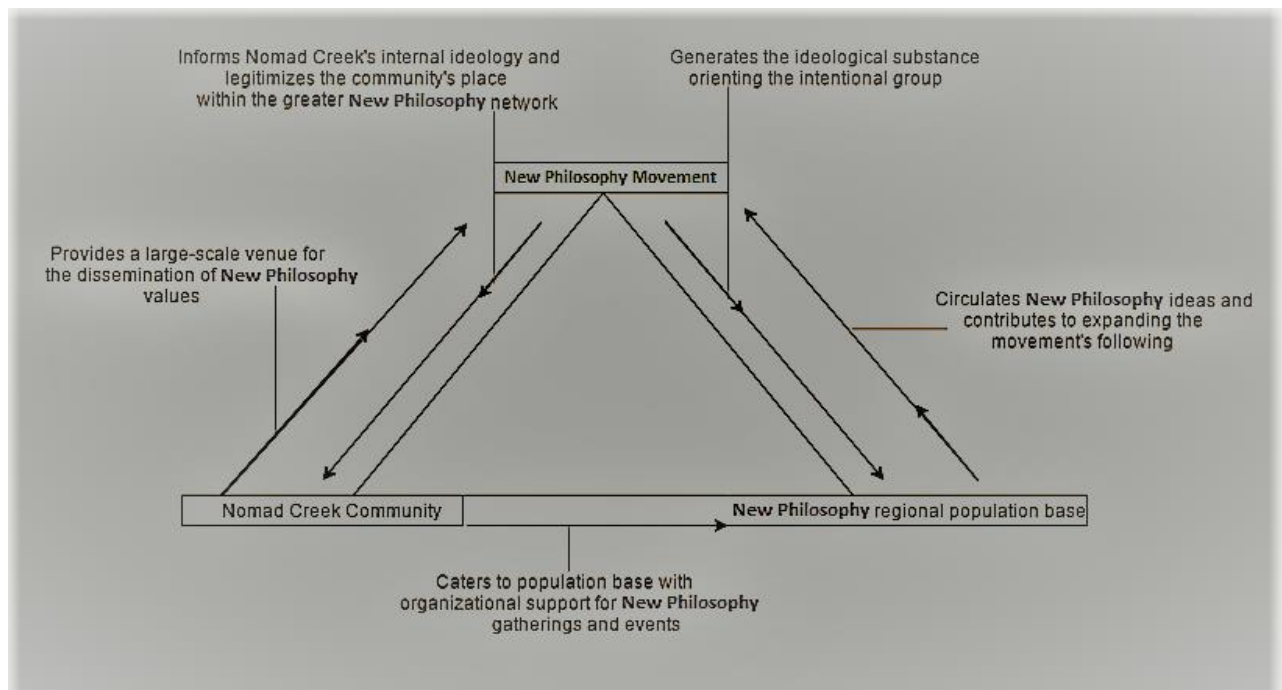 Informs Nomad Creek's internal ideology and
legitimizes the community's place
within the greater New Philosophy network
Generates the ideological substance
orienting the intentional group
New Philosophy Movement
Provides a large-scale venue for
the dissemination of New Philosophy
values
Circulates New Philosophy ideas and
contributes to expanding the
movement's following
Nomad Creek Community
New Philosophy regional population base
Caters to population base with
organizational support for New Philosophy
gatherings and events